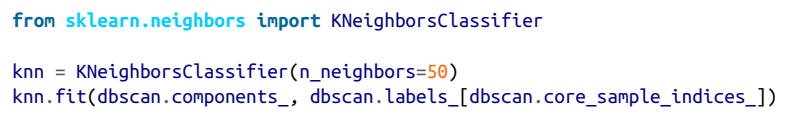 from sklearn.neighbors import KNeighborsClassifier
knn = KNeighborsClassifier(n_neighbors=50)
knn.fit(dbscan.components_, dbscan.labels_[dbscan.core_sample_indices_])